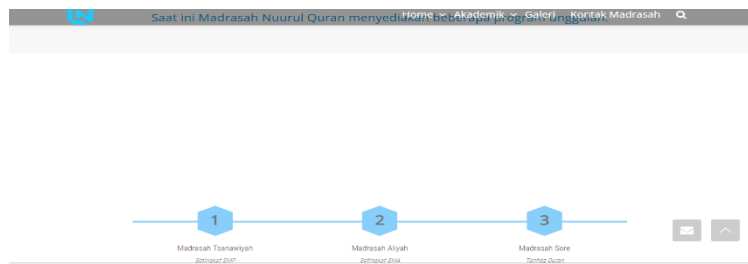 Home Akademik Galeri Kontak Madrasah
Saat ini Madrasah Nuurul Quran menyediakan beberapa program unggulan.
1 2 3
Madrasah Tsanawiyah Madrasah Aliyah Madrasah Sore
Setingkat SMP Setingkat SMA Tahfidz Quran